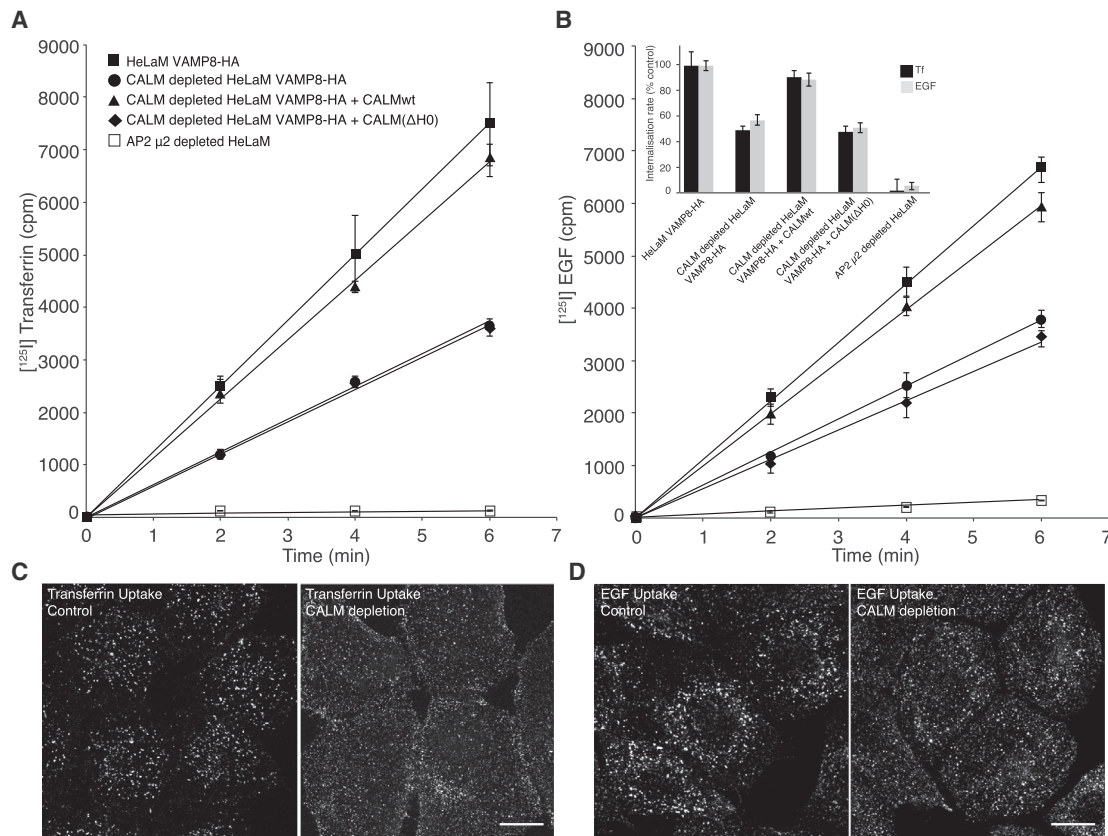 A
9000
8000
7000
6000
5000
4000
3000
2000
1000
0
[125I] Transferrin (cpm)
HeLaM VAMP8-HA
CALM depleted HeLaM VAMP8-HA
CALM depleted HeLaM VAMP8-HA + CALMwt
CALM depleted HeLaM VAMP8-HA + CALM(ΔH0)
AP2 μ2 depleted HeLaM
0 1 2 3 4 5 6 7
Time (min)
B
9000
8000
7000
6000
5000
4000
3000
2000
1000
0
[125I] EGF (cpm)
Internalisation rate (% control)
100
80
60
40
20
0
Tf
EGF
HeLaM VAMP8-HA
CALM depleted HeLaM
VAMP8-HA
CALM depleted HeLaM
VAMP8-HA + CALMwt
CALM depleted HeLaM
VAMP8-HA + CALM(ΔH0)
AP2 μ2 depleted HeLaM
0 1 2 3 4 5 6 7
Time (min)
C
Transferrin Uptake
Control
Transferrin Uptake
CALM depletion
D
EGF Uptake
Control
EGF Uptake
CALM depletion